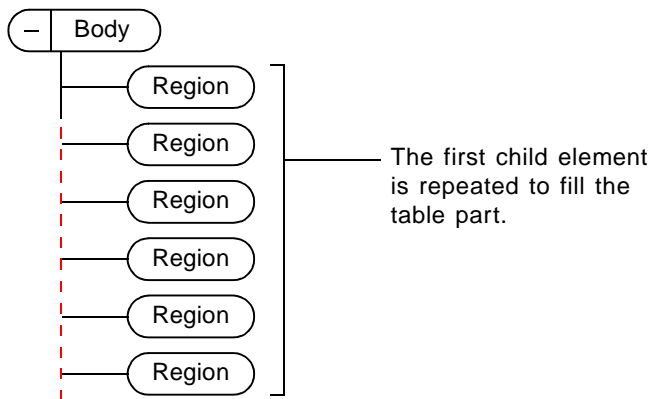 – Body
Region
Region
Region
Region
Region
Region
The first child element
is repeated to fill the
table part.